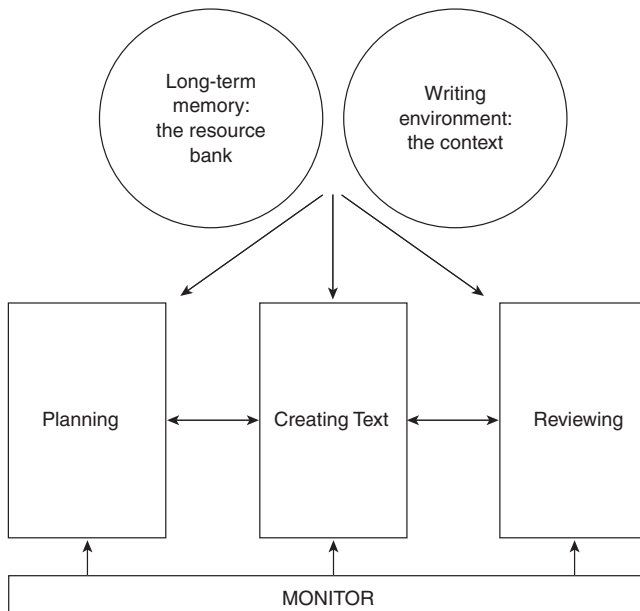 Long-term
memory:
the resource
bank
Writing
environment:
the context
Planning
Creating Text
Reviewing
MONITOR